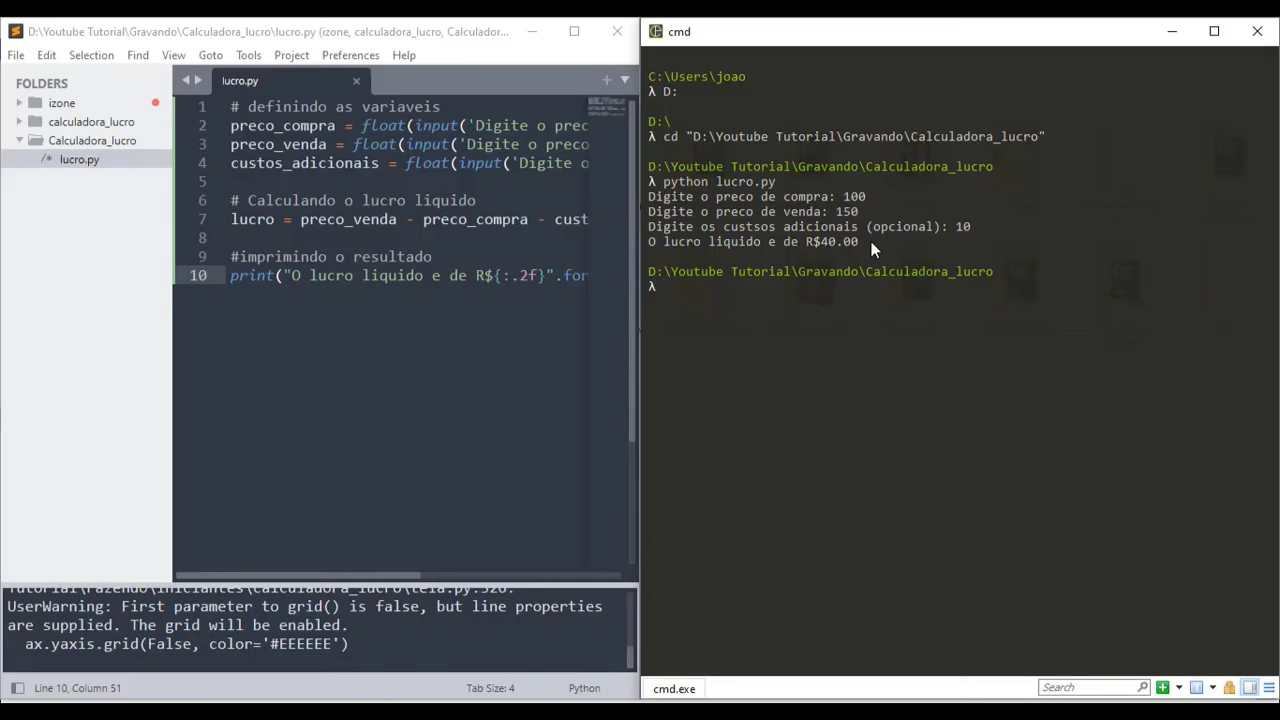 D:\Youtube Tutorial\Gravando\Calculadora_lucro\lucro.py (izone, calculadora_lucro, Calculador...
File Edit Selection Find View Goto Tools Project Preferences Help
FOLDERS
izone
calculadora_lucro
Calculadora_lucro
/* lucro.py
lucro.py
1 # definindo as variaveis
2 preco_compra = float(input('Digite o prec
3 preco_venda = float(input('Digite o preco
4 custos_adicionais = float(input('Digite o
5
6 # Calculando o lucro liquido
7 lucro = preco_venda - preco_compra - cust
8
9 #imprimindo o resultado
10 print("O lucro liquido e de R${:.2f}".for
UserWarning: First parameter to grid() is false, but line properties
are supplied. The grid will be enabled.
ax.yaxis.grid(False, color='#EEEEEE')
Line 10, Column 51
Tab Size: 4
Python
cmd
C:\Users\joao
λ D:
D:\
λ cd "D:\Youtube Tutorial\Gravando\Calculadora_lucro"
D:\Youtube Tutorial\Gravando\Calculadora_lucro
λ python lucro.py
Digite o preco de compra: 100
Digite o preco de venda: 150
Digite os custsos adicionais (opcional): 10
O lucro liquido e de R$40.00
D:\Youtube Tutorial\Gravando\Calculadora_lucro
λ
cmd.exe
Search